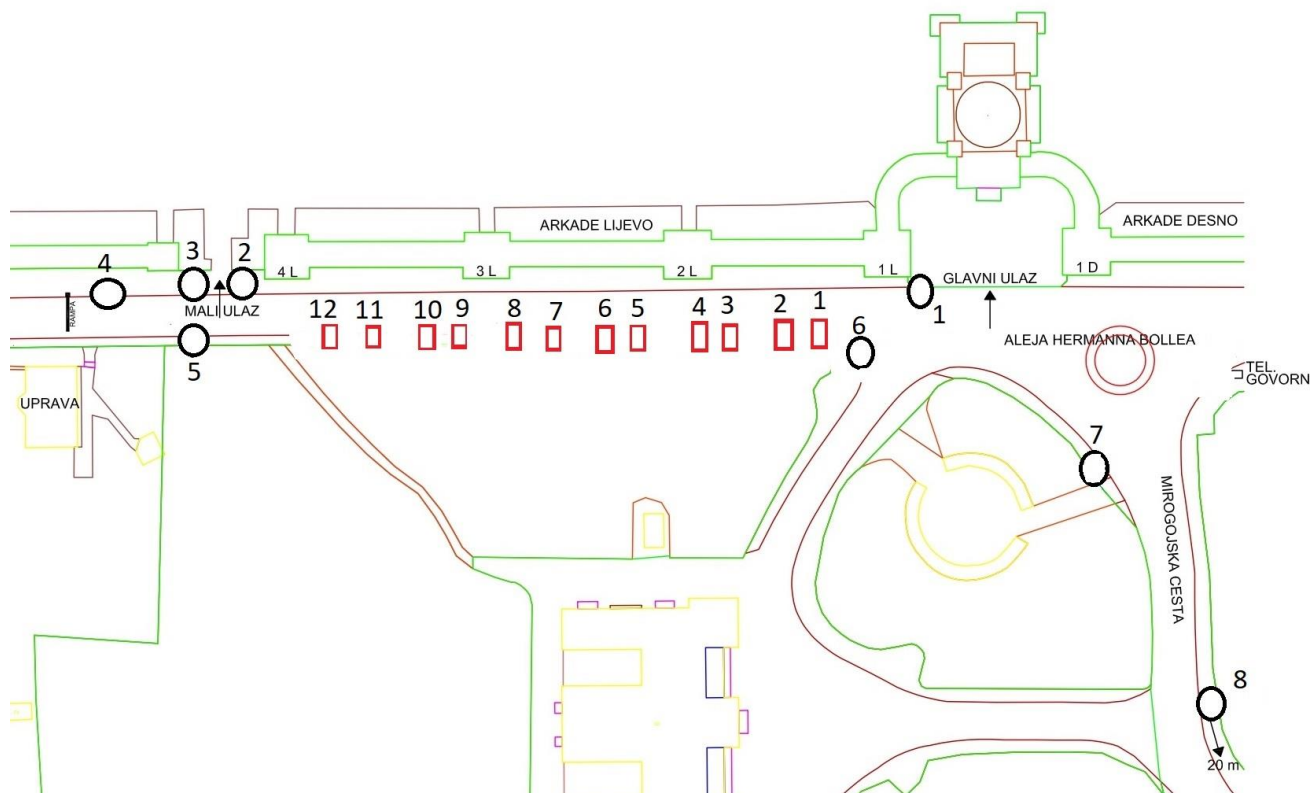 ARKADE LIJEVO
ARKADE DESNO
4 L
3 L
2 L
1 L
1 D
GLAVNI ULAZ
4
3
2
MALI ULAZ
RAMPA
12
11
10
9
8
7
6
5
4
3
2
1
6
1
ALEJA HERMANNA BOLLEA
5
TEL.
GOVORN
UPRAVA
7
MIROGOJSKA CESTA
8
20 m